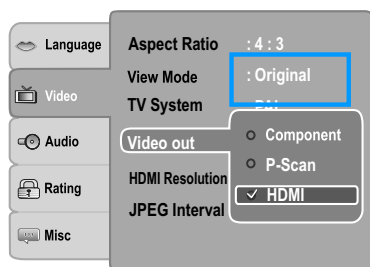 Language
Video
Audio
Rating
Misc
Aspect Ratio : 4 : 3
View Mode : Original
TV System : PAL
Video out
Component
P-Scan
HDMI
HDMI Resolution
JPEG Interval